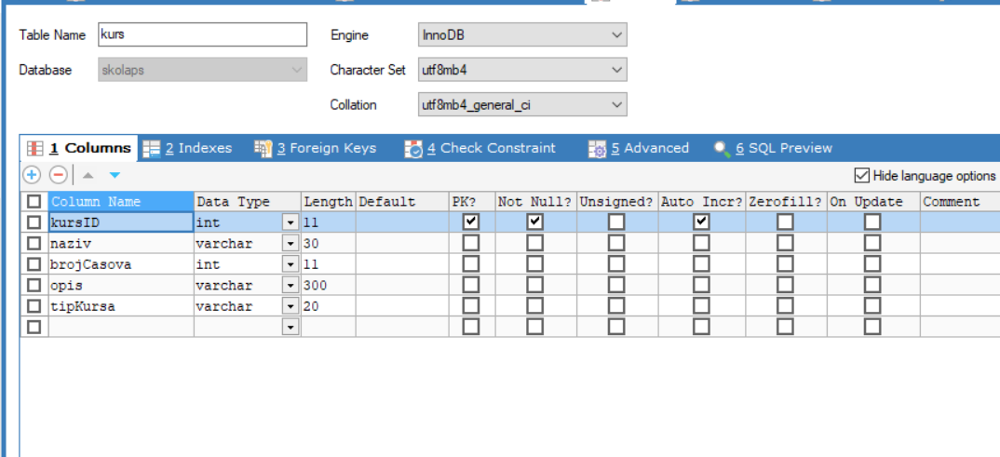 Table Name kurs Engine InnoDB
Database skolaps Character Set utf8mb4
Collation utf8mb4_general_ci
1 Columns 2 Indexes 3 Foreign Keys 4 Check Constraint 5 Advanced 6 SQL Preview
Hide language options
Column Name Data Type Length Default PK? Not Null? Unsigned? Auto Incr? Zerofill? On Update Comment
kursID int 11
naziv varchar 30
brojCasova int 11
opis varchar 300
tipKursa varchar 20